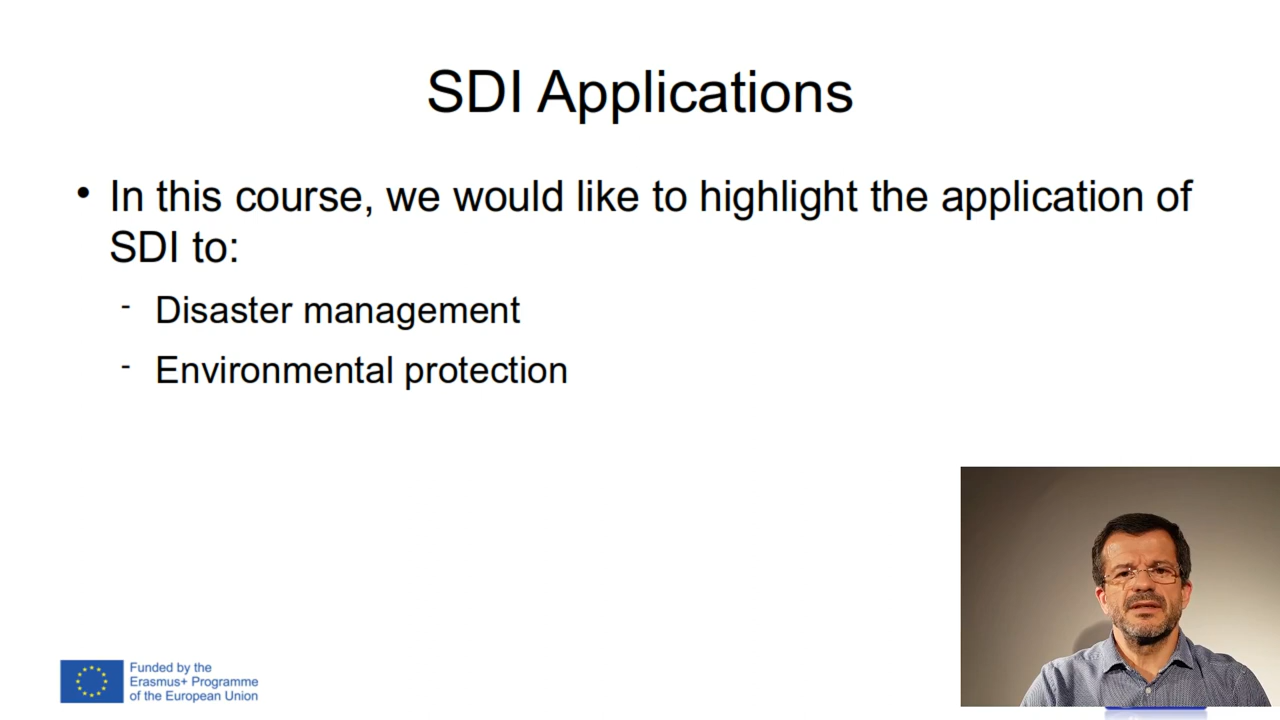 SDI Applications
• In this course, we would like to highlight the application of
SDI to:
- Disaster management
- Environmental protection
Funded by the
Erasmus+ Programme
of the European Union